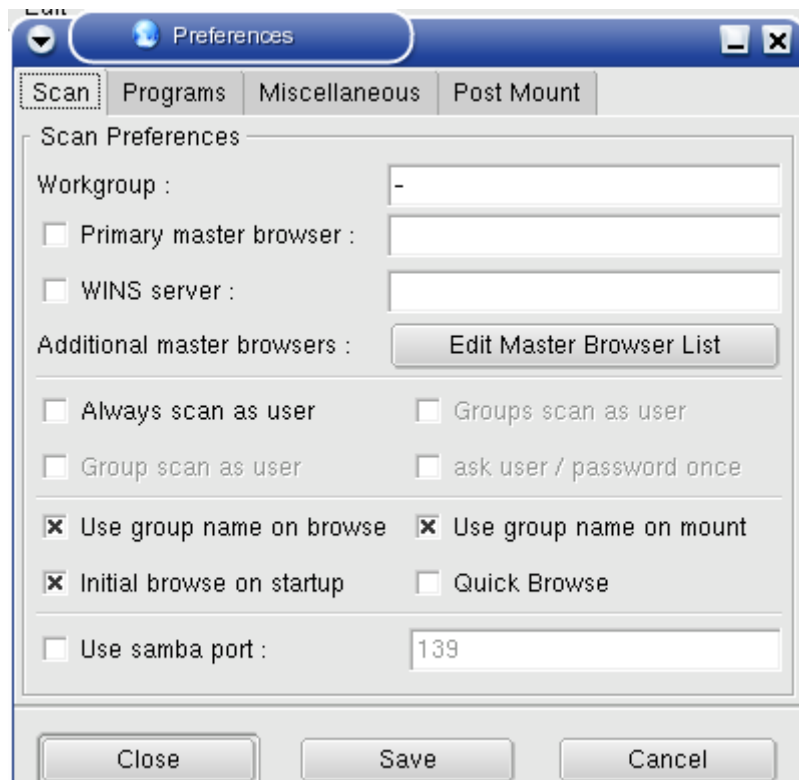 Edit
Preferences
Scan Programs Miscellaneous Post Mount
Scan Preferences
Workgroup : -
Primary master browser :
WINS server :
Additional master browsers : Edit Master Browser List
Always scan as user Groups scan as user
Group scan as user ask user / password once
Use group name on browse Use group name on mount
Initial browse on startup Quick Browse
Use samba port : 139
Close Save Cancel